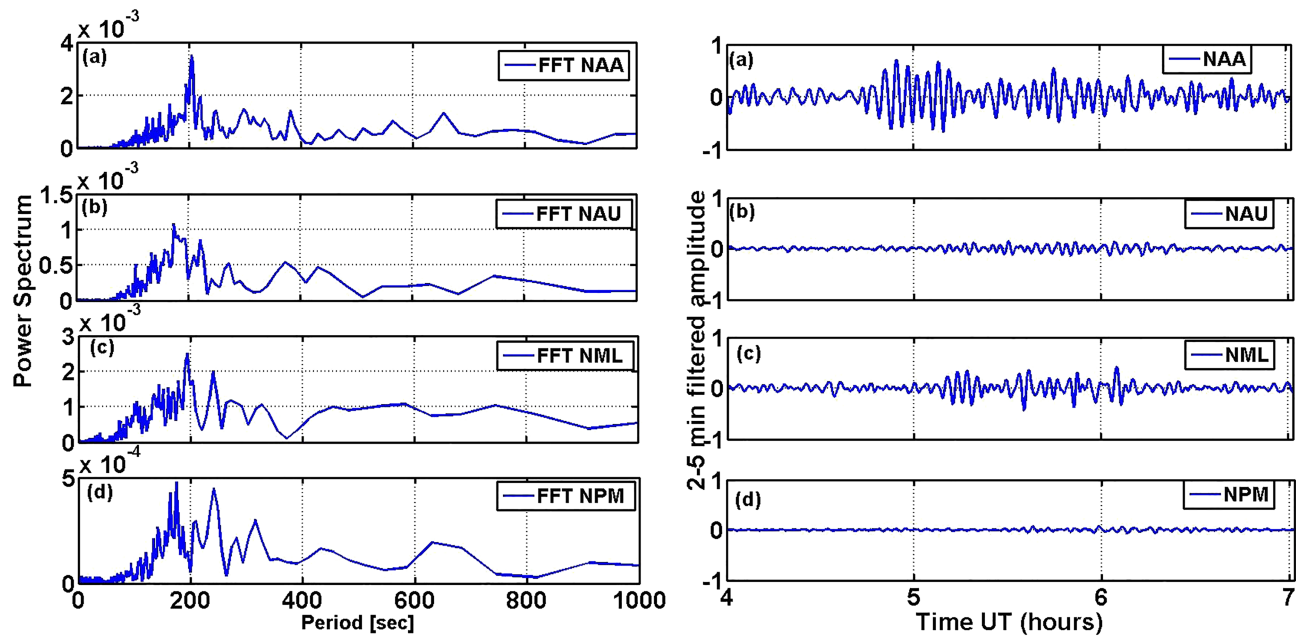 x 10⁻³
4
2
0
(a)
FFT NAA
x 10⁻³
1.5
1
0.5
0
(b)
FFT NAU
x 10⁻³
3
2
1
0
(c)
FFT NML
x 10⁻⁴
5
0
(d)
FFT NPM
0 200 400 600 800 1000
Period [sec]
Power Spectrum
1
0
-1
(a)
NAA
1
0
-1
(b)
NAU
1
0
-1
(c)
NML
1
0
-1
(d)
NPM
4 5 6 7
Time UT (hours)
2-5 min filtered amplitude